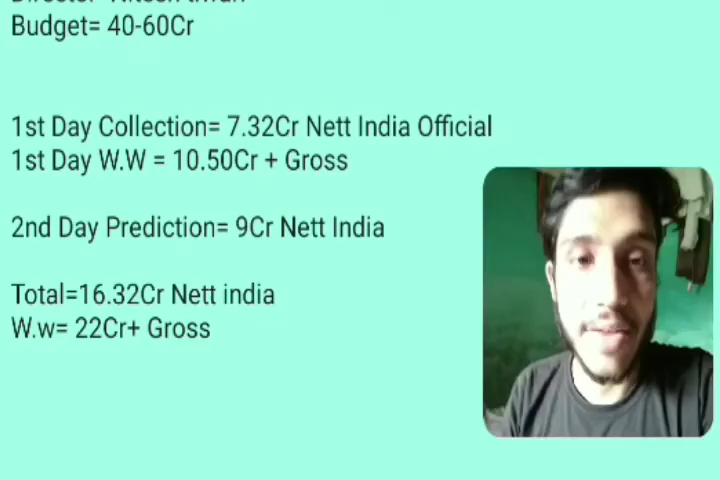 Budget= 40-60Cr
1st Day Collection= 7.32Cr Nett India Official
1st Day W.W = 10.50Cr + Gross
2nd Day Prediction= 9Cr Nett India
Total=16.32Cr Nett india
W.w= 22Cr+ Gross